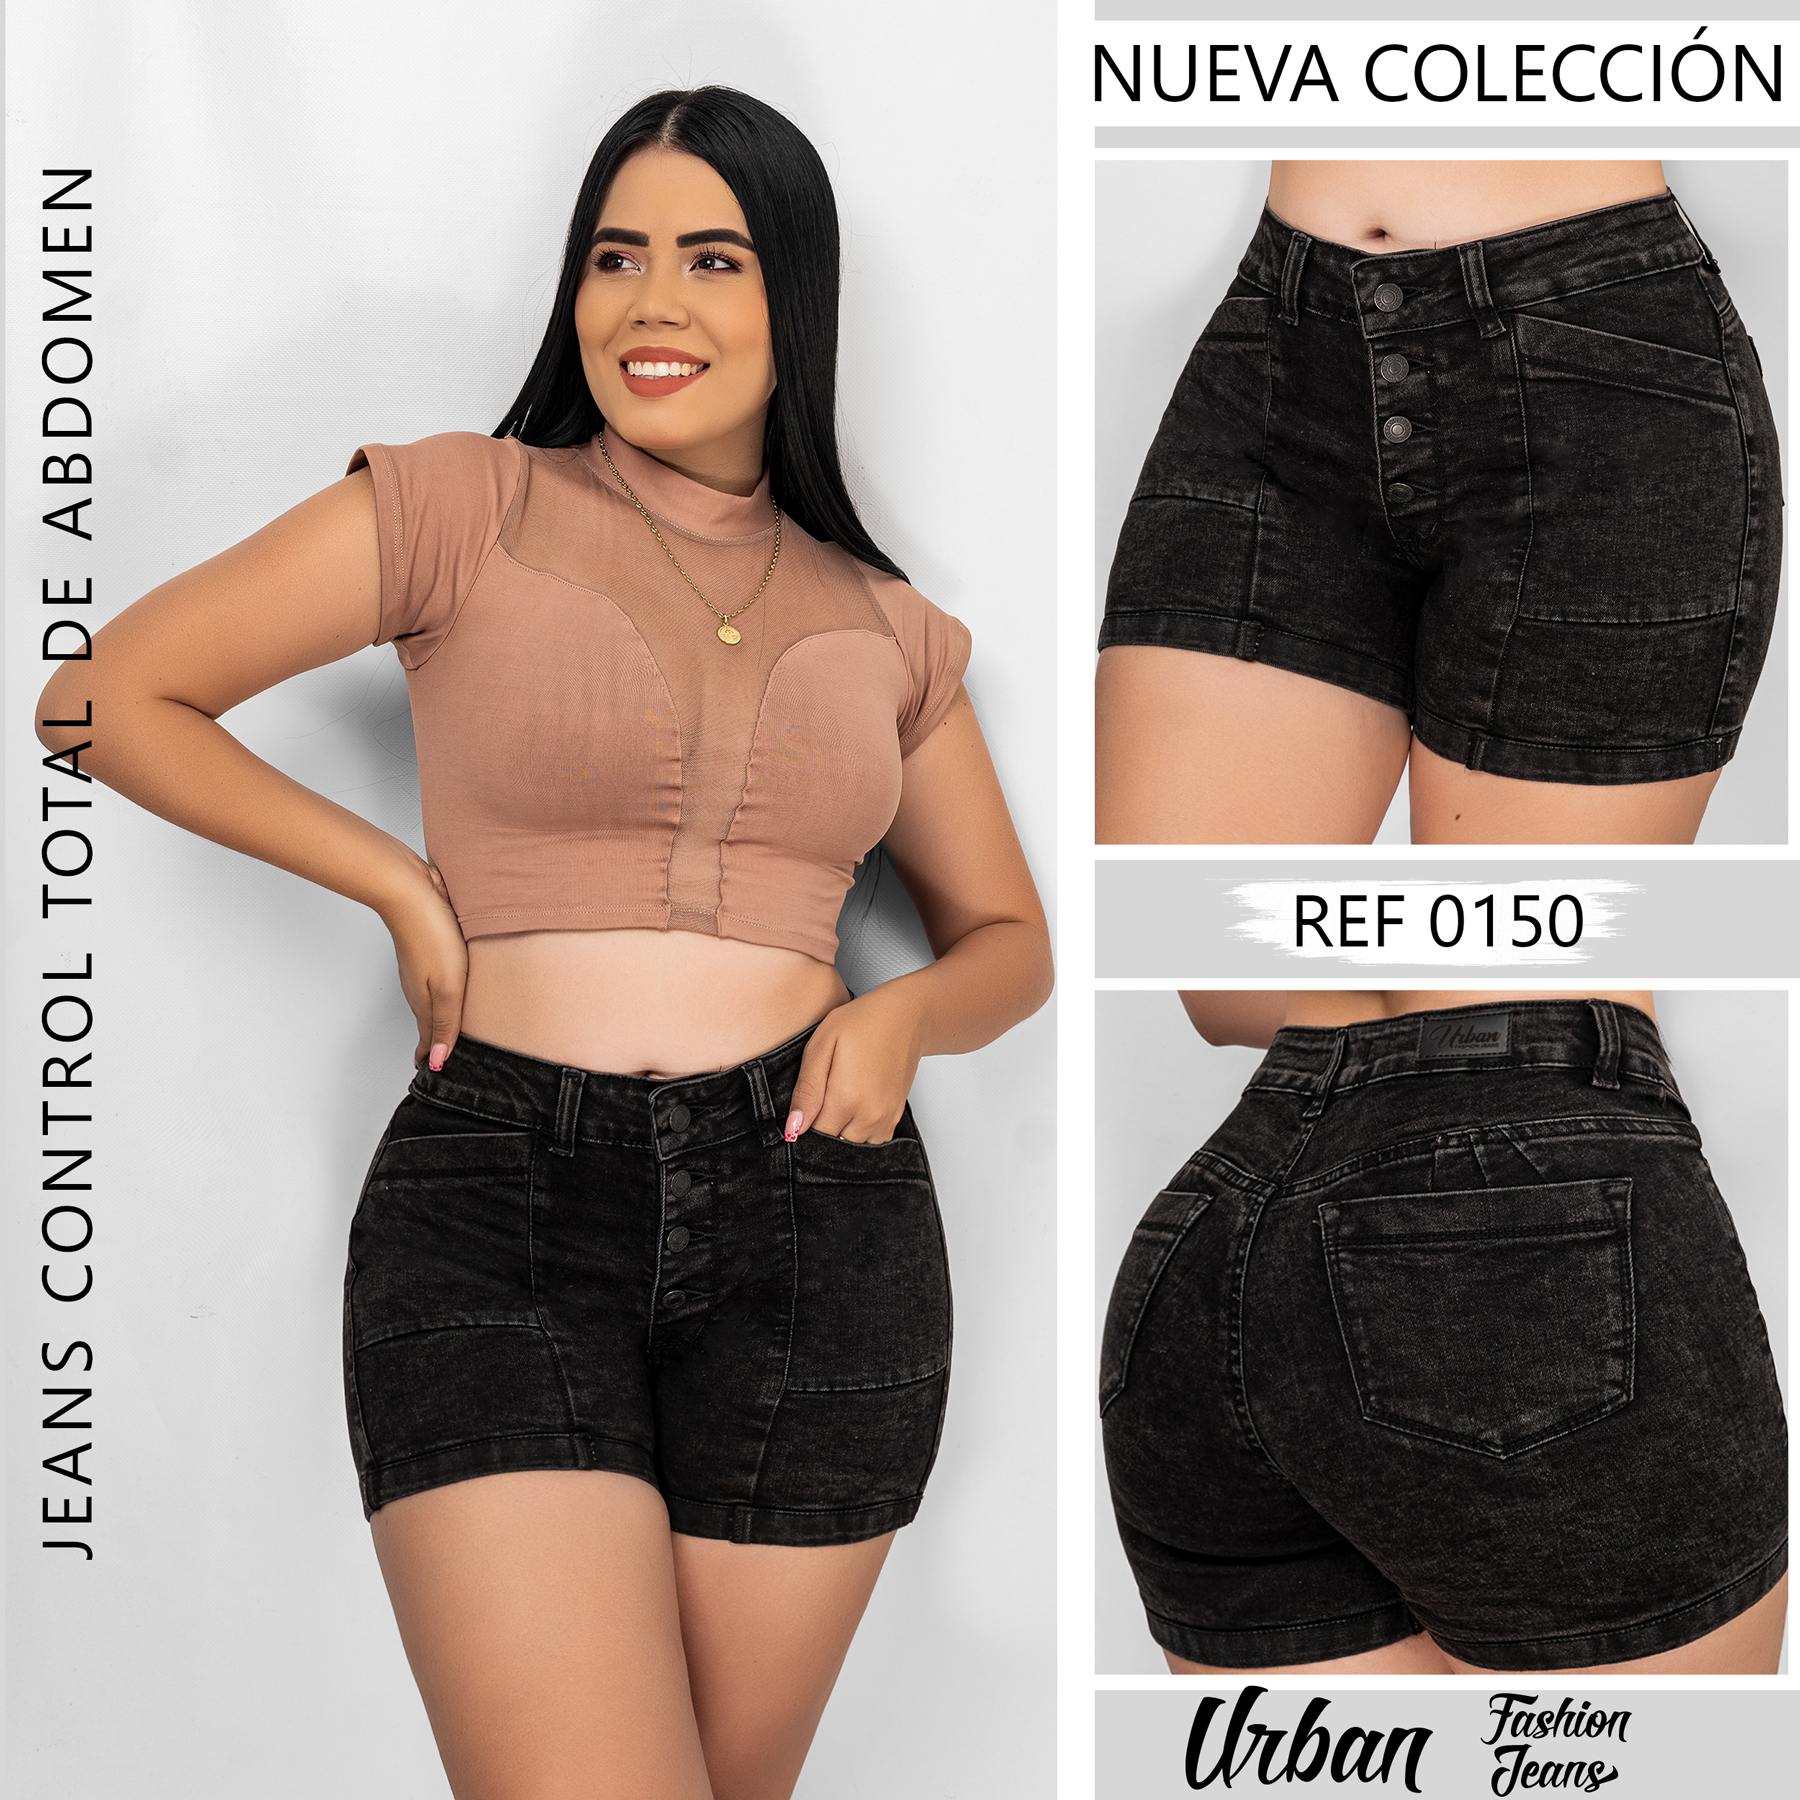 JEANS CONTROL TOTAL DE ABDOMEN
NUEVA COLECCIÓN
REF 0150
Urban
Urban
Fashion
Jeans